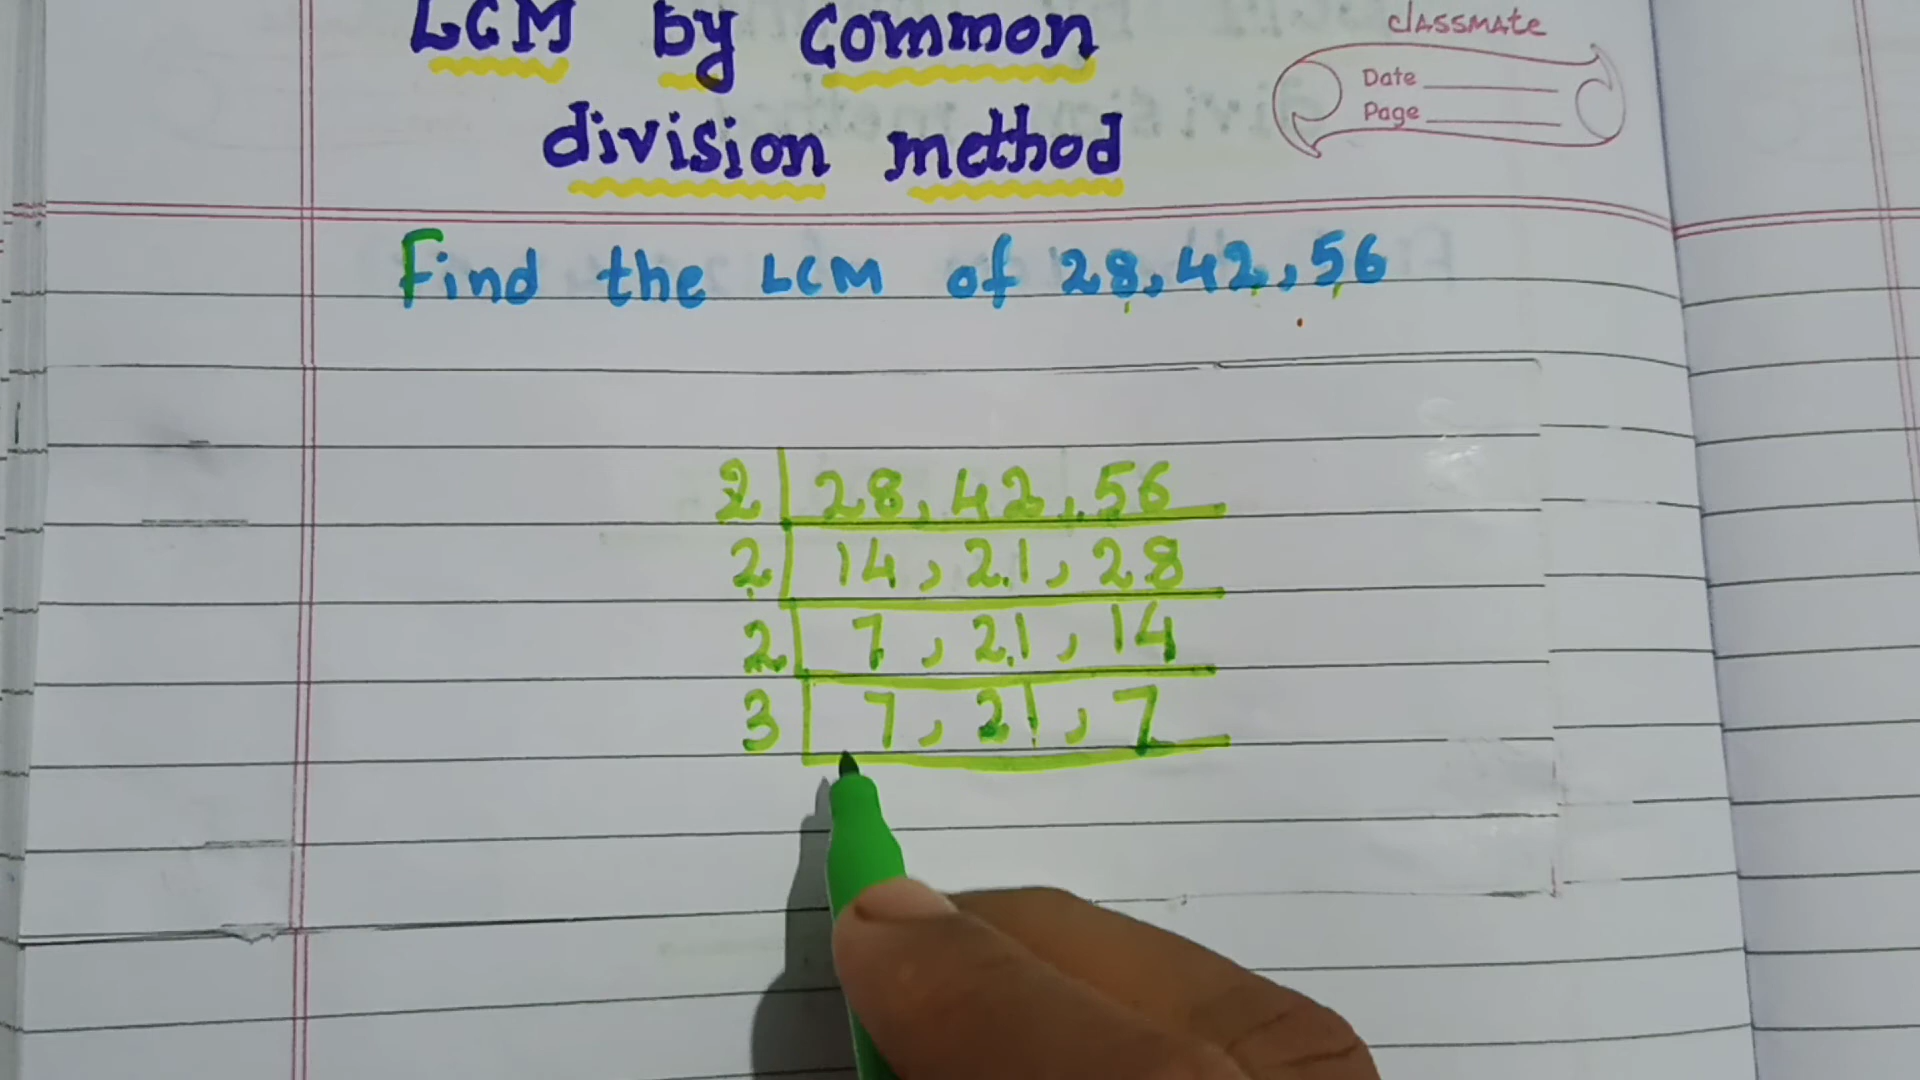 LCM by common
division method
classmate
Date
Page
Find the LCM of 28,42,56
2 28,42,56
2 14,21,28
2 7,21,14
3 7,21,7